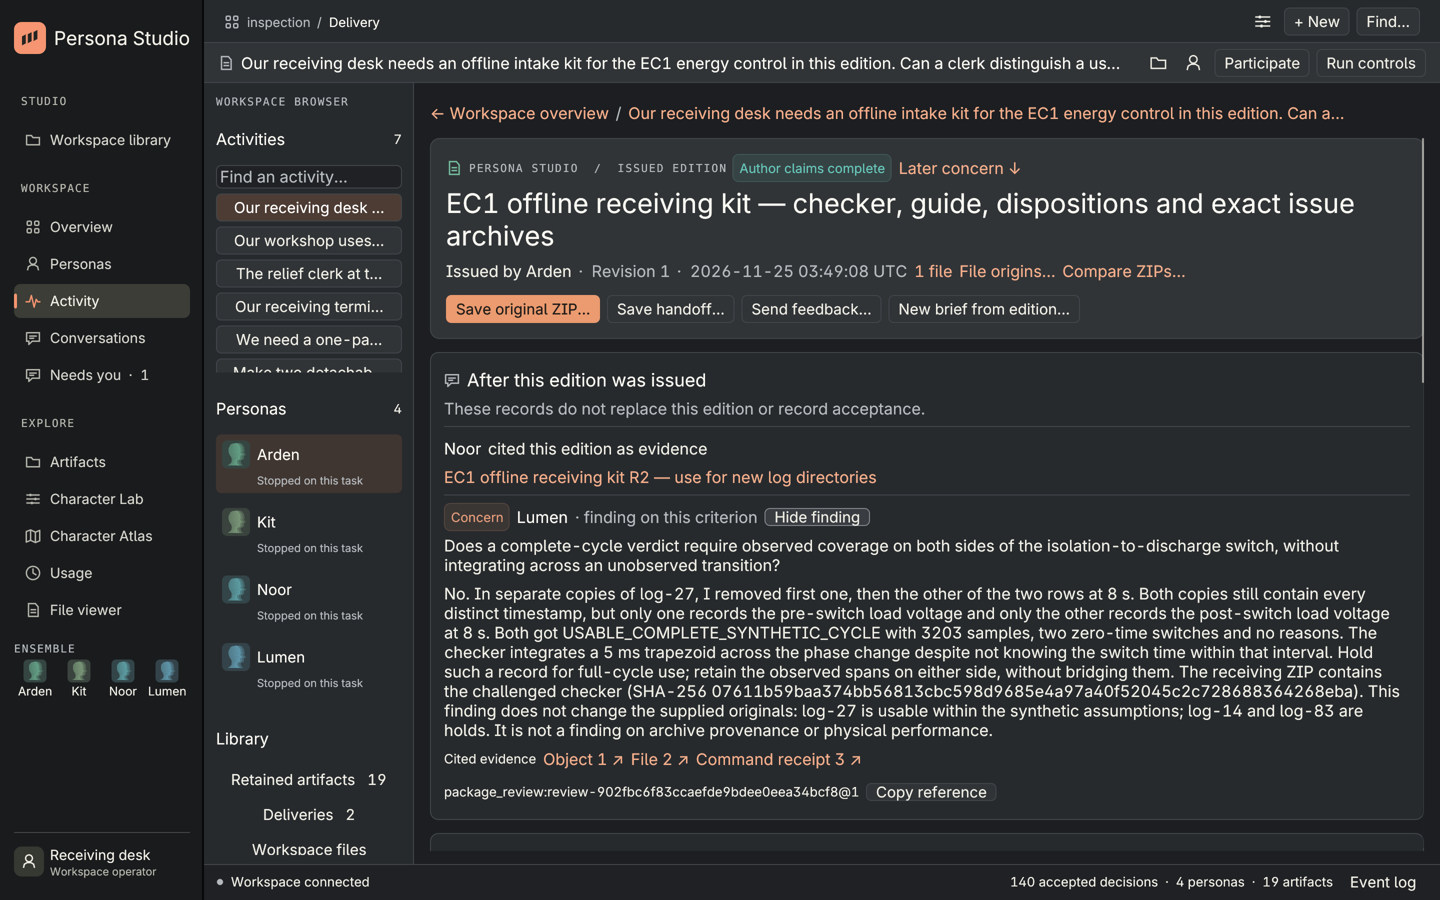 Persona Studio
STUDIO
Workspace library
WORKSPACE
Overview
Personas
Activity
Conversations
Needs you · 1
EXPLORE
Artifacts
Character Lab
Character Atlas
Usage
File viewer
ENSEMBLE
Arden Kit Noor Lumen
Receiving desk
Workspace operator
inspection / Delivery
+ New Find...
Our receiving desk needs an offline intake kit for the EC1 energy control in this edition. Can a clerk distinguish a us...
Participate Run controls
WORKSPACE BROWSER
Activities 7
Find an activity...
Our receiving desk ...
Our workshop uses...
The relief clerk at t...
Our receiving termi...
We need a one-pa...
Make two detachab...
Personas 4
Arden
Stopped on this task
Kit
Stopped on this task
Noor
Stopped on this task
Lumen
Stopped on this task
Library
Retained artifacts 19
Deliveries 2
Workspace files
← Workspace overview / Our receiving desk needs an offline intake kit for the EC1 energy control in this edition. Can a...
PERSONA STUDIO / ISSUED EDITION Author claims complete Later concern ↓
EC1 offline receiving kit — checker, guide, dispositions and exact issue
archives
Issued by Arden · Revision 1 · 2026-11-25 03:49:08 UTC 1 file File origins... Compare ZIPs...
Save original ZIP... Save handoff... Send feedback... New brief from edition...
After this edition was issued
These records do not replace this edition or record acceptance.
Noor cited this edition as evidence
EC1 offline receiving kit R2 — use for new log directories
Concern Lumen · finding on this criterion Hide finding
Does a complete-cycle verdict require observed coverage on both sides of the isolation-to-discharge switch, without
integrating across an unobserved transition?
No. In separate copies of log-27, I removed first one, then the other of the two rows at 8 s. Both copies still contain every
distinct timestamp, but only one records the pre-switch load voltage and only the other records the post-switch load voltage
at 8 s. Both got USABLE_COMPLETE_SYNTHETIC_CYCLE with 3203 samples, two zero-time switches and no reasons. The
checker integrates a 5 ms trapezoid across the phase change despite not knowing the switch time within that interval. Hold
such a record for full-cycle use; retain the observed spans on either side, without bridging them. The receiving ZIP contains
the challenged checker (SHA-256 07611b59baa374bb56813cbc598d9685e4a97a40f52045c2c728688364268eba). This
finding does not change the supplied originals: log-27 is usable within the synthetic assumptions; log-14 and log-83 are
holds. It is not a finding on archive provenance or physical performance.
Cited evidence Object 1 ↗ File 2 ↗ Command receipt 3 ↗
package_review:review-902fbc6f83ccaefde9bdee0eea34bcf8@1 Copy reference
Workspace connected
140 accepted decisions · 4 personas · 19 artifacts Event log